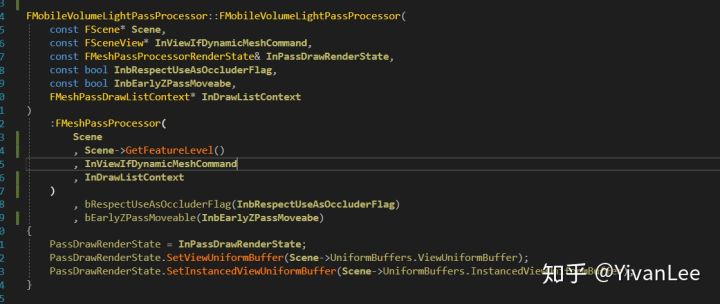 FMobileVolumeLightPassProcessor::FMobileVolumeLightPassProcessor(
const FScene* Scene,
const FSceneView* InViewIfDynamicMeshCommand,
const FMeshPassProcessorRenderState& InPassDrawRenderState,
const bool InbRespectUseAsOccluderFlag,
const bool InbEarlyZPassMoveabe,
FMeshPassDrawListContext* InDrawListContext
)
:FMeshPassProcessor(
Scene
, Scene->GetFeatureLevel()
, InViewIfDynamicMeshCommand
, InDrawListContext
)
, bRespectUseAsOccluderFlag(InbRespectUseAsOccluderFlag)
, bEarlyZPassMoveable(InbEarlyZPassMoveabe)
{
PassDrawRenderState = InPassDrawRenderState;
PassDrawRenderState.SetViewUniformBuffer(Scene->UniformBuffers.ViewUniformBuffer);
PassDrawRenderState.SetInstancedViewUniformBuffer(Scene->UniformBuffers.
}
知乎 @YivanLee